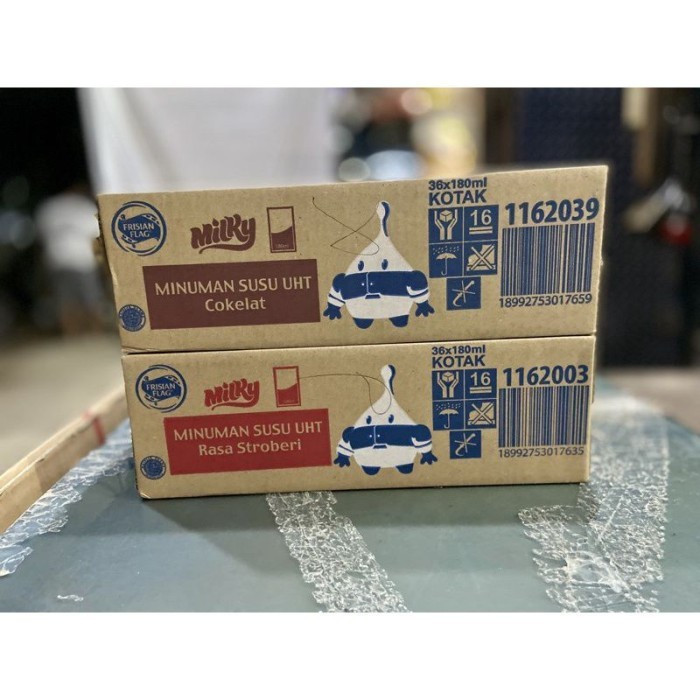 36x180ml
KOTAK
FRISIAN
FLAG
Milky
16
1162039
MINUMAN SUSU UHT
Cokelat
18992753017659
36x180ml
KOTAK
FRISIAN
FLAG
Milky
16
1162003
MINUMAN SUSU UHT
Rasa Stroberi
18992753017635